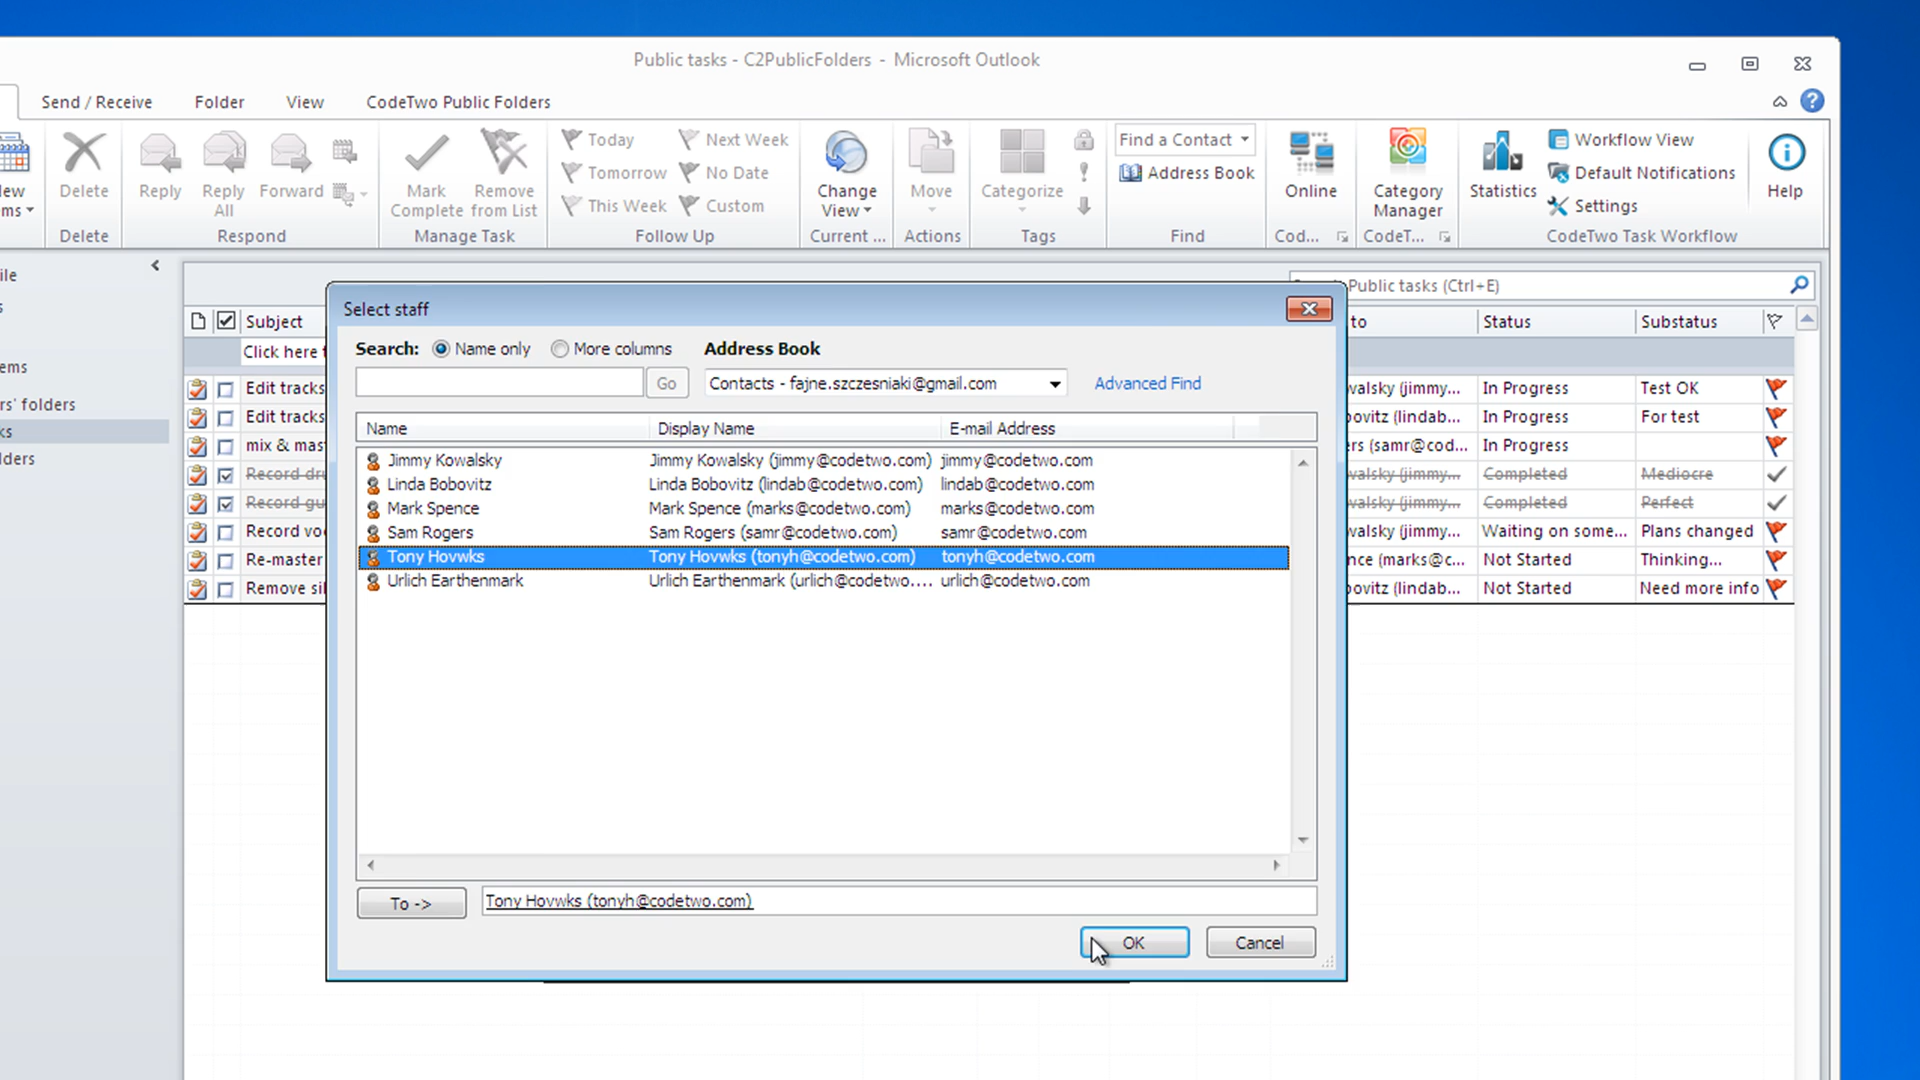 Public tasks - C2PublicFolders - Microsoft Outlook
Send / Receive Folder View CodeTwo Public Folders
Today Next Week Find a Contact Workflow View
Tomorrow No Date Address Book Default Notifications
This Week Custom Settings
Delete Reply Reply All Forward Mark Complete Remove from List Change View Move Categorize Online Category Manager Statistics Help
Delete Respond Manage Task Follow Up Current ... Actions Tags Find Cod... CodeT... CodeTwo Task Workflow
Public tasks (Ctrl+E)
Select staff
Subject to Status Substatus
Search: Name only More columns Address Book
Click here
Go Contacts - fajne.szczesniaki@gmail.com Advanced Find
Name Display Name E-mail Address
Jimmy Kowalsky Jimmy Kowalsky (jimmy@codetwo.com) jimmy@codetwo.com
Linda Bobovitz Linda Bobovitz (lindab@codetwo.com) lindab@codetwo.com
Mark Spence Mark Spence (marks@codetwo.com) marks@codetwo.com
Sam Rogers Sam Rogers (samr@codetwo.com) samr@codetwo.com
Tony Hovwks Tony Hovwks (tonyh@codetwo.com) tonyh@codetwo.com
Urlich Earthenmark Urlich Earthenmark (urlich@codetwo.... urlich@codetwo.com
To -> Tony Hovwks (tonyh@codetwo.com)
OK Cancel
Edit tracks walsky (jimmy... In Progress Test OK
Edit tracks ovitz (lindab... In Progress For test
mix & mas ers (samr@cod... In Progress
Record dr walsky (jimmy... Completed Mediocre
Record gu walsky (jimmy... Completed Perfect
Record vo walsky (jimmy... Waiting on some... Plans changed
Re-master nce (marks@c... Not Started Thinking...
Remove sil ovitz (lindab... Not Started Need more info
rs' folders